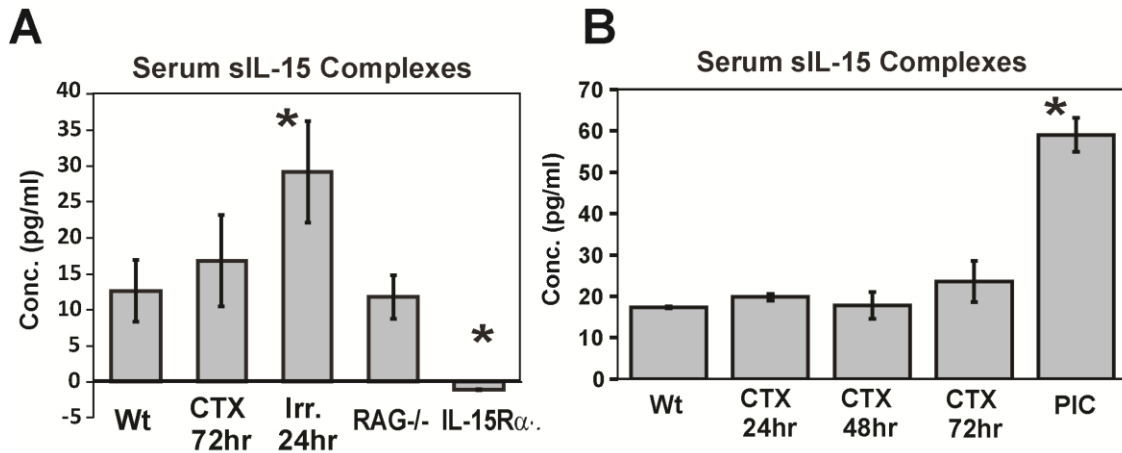 A
Serum sIL-15 Complexes
Conc. (pg/ml)
40
35
30
25
20
15
10
5
0
-5
*
*
Wt
CTX
72hr
Irr.
24hr
RAG-/-
IL-15Rα-.
B
Serum sIL-15 Complexes
Conc. (pg/ml)
70
60
50
40
30
20
10
0
*
Wt
CTX
24hr
CTX
48hr
CTX
72hr
PIC